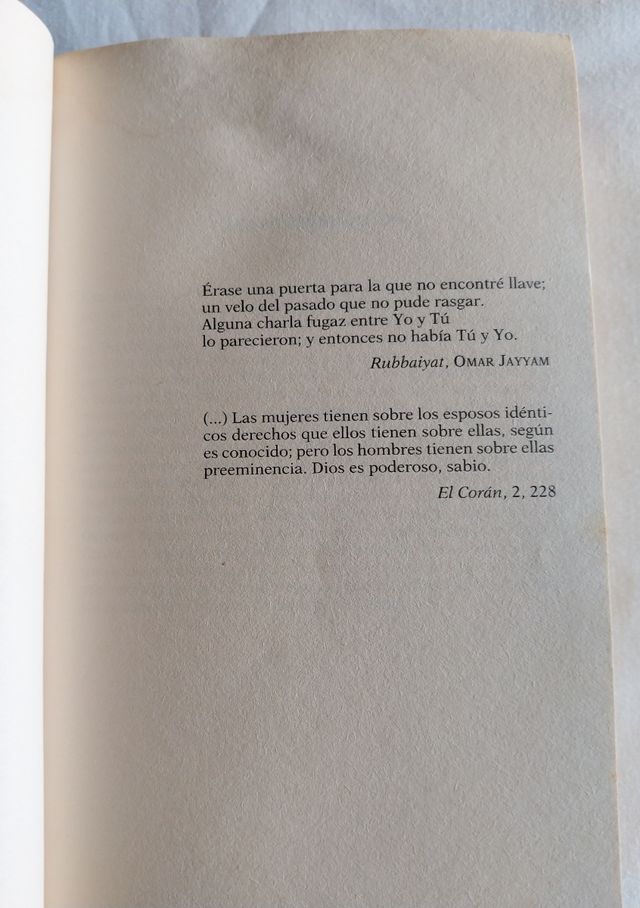 Érase una puerta para la que no encontré llave;
un velo del pasado que no pude rasgar.
Alguna charla fugaz entre Yo y Tú
lo parecieron; y entonces no había Tú y Yo.
Rubbaiyat, OMAR JAYYAM
(...) Las mujeres tienen sobre los esposos idénti-
cos derechos que ellos tienen sobre ellas, según
es conocido; pero los hombres tienen sobre ellas
preeminencia. Dios es poderoso, sabio.
El Corán, 2, 228